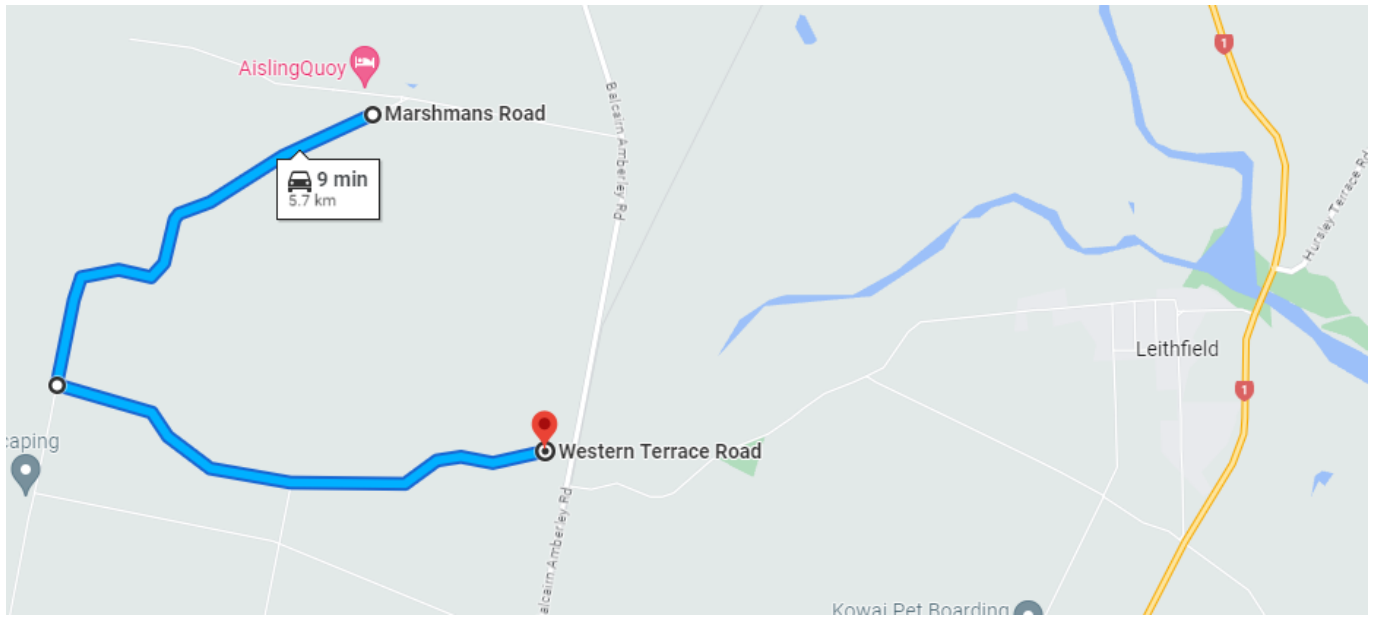 1
AislingQuoy
Marshmans Road
Balcairn Amberley Rd
9 min
5.7 km
Hursley Terrace Rd
Leithfield
1
caping
Western Terrace Road
alcairn Amberley Rd
Kowai Pet Boarding